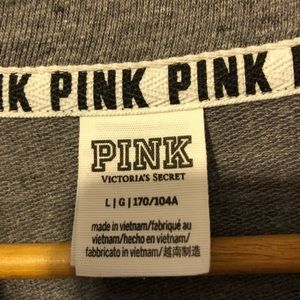 PINK PINK PINK
PINK
VICTORIA'S SECRET
L | G | 170/104A
made in vietnam/fabriqué au
vietnam/hecho en vietnam/
fabbricato in vietnam/越南制造